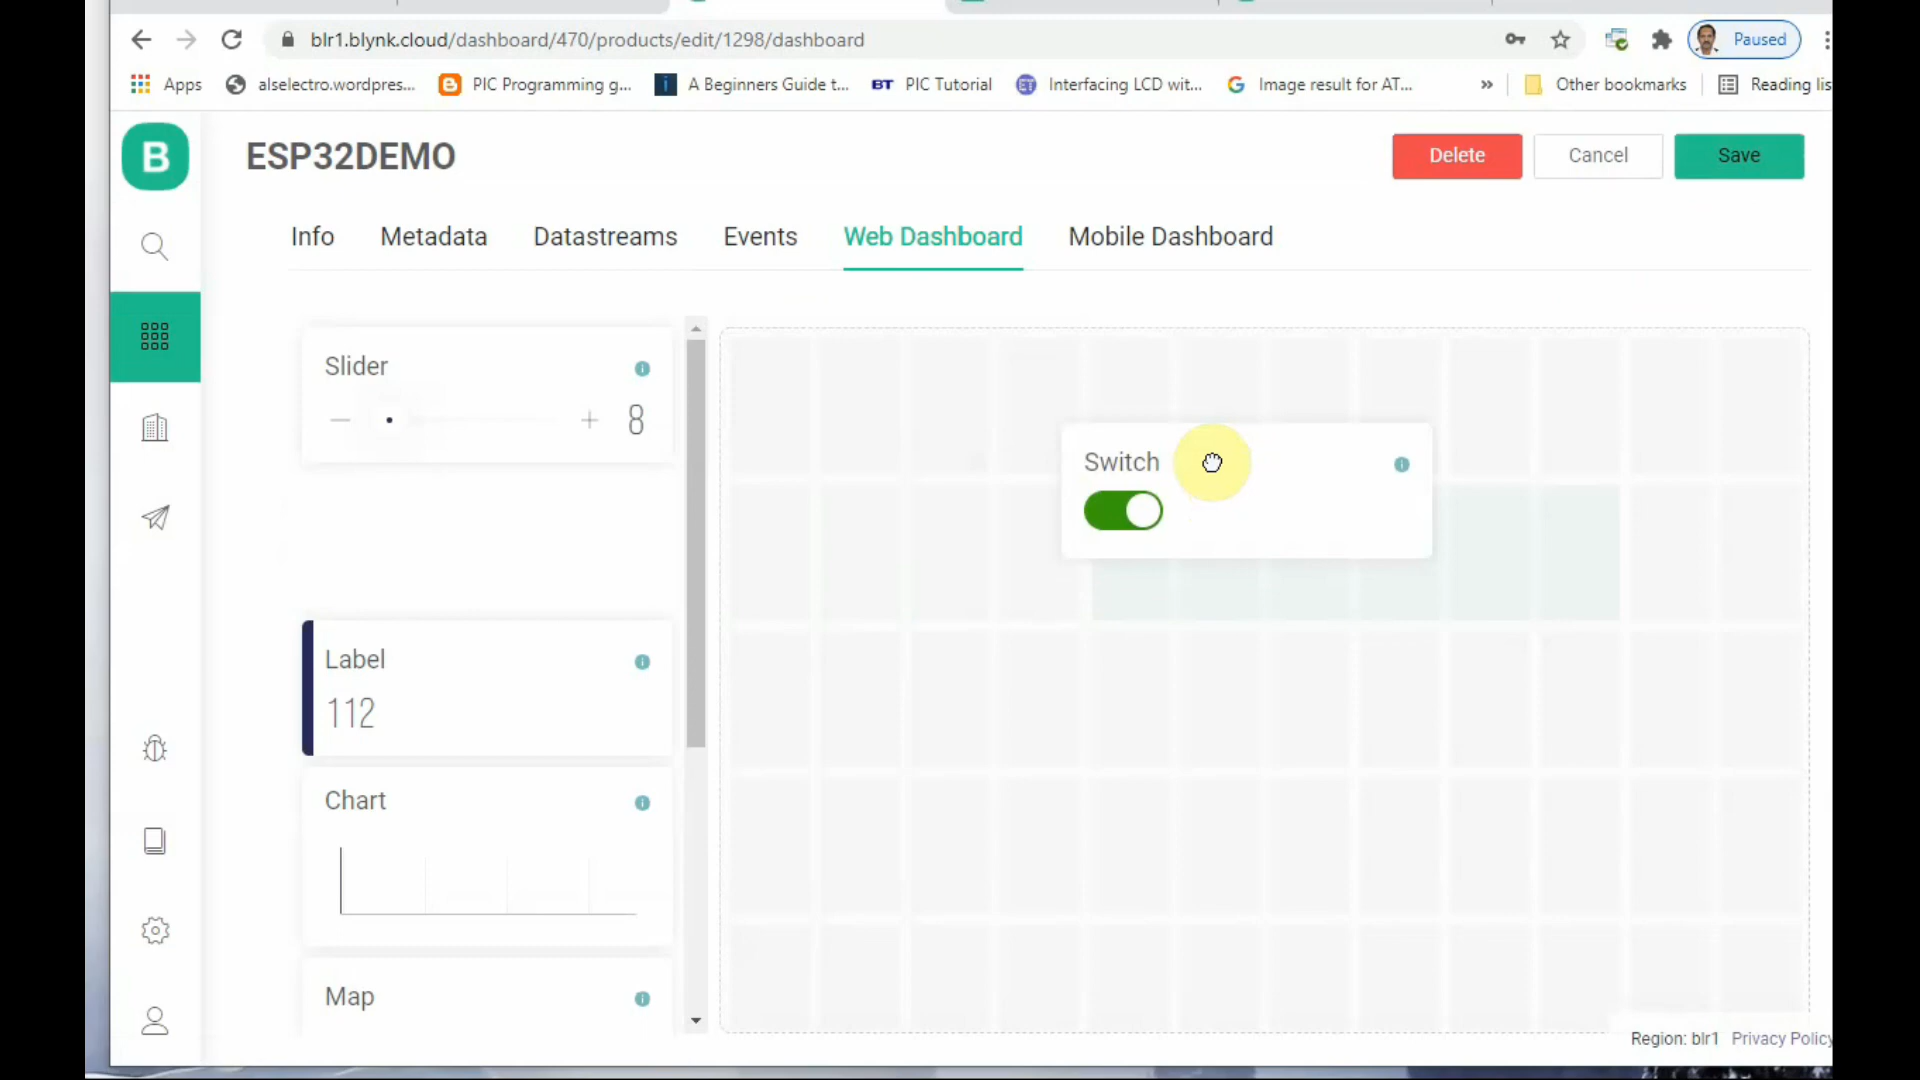 blr1.blynk.cloud/dashboard/470/products/edit/1298/dashboard
Paused
Apps
alselectro.wordpres...
PIC Programming g...
A Beginners Guide t...
BT PIC Tutorial
ET Interfacing LCD wit...
Image result for AT...
»
Other bookmarks
Reading lis
B
ESP32DEMO
Delete
Cancel
Save
Info
Metadata
Datastreams
Events
Web Dashboard
Mobile Dashboard
Slider
8
Switch
Label
112
Chart
Map
Region: blr1 Privacy Policy